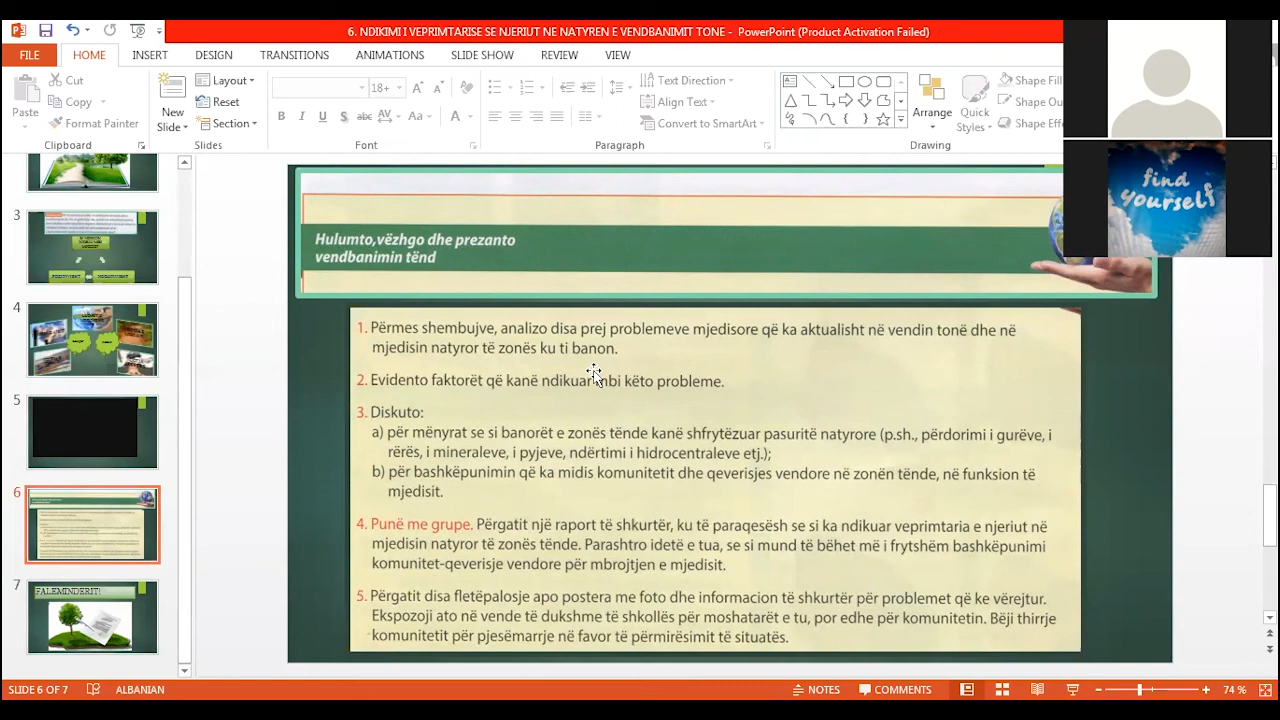 6. NDIKIMI I VEPRIMTARISE SE NJERIUT NE NATYREN E VENDBANIMIT TONE - PowerPoint (Product Activation Failed)
FILE HOME INSERT DESIGN TRANSITIONS ANIMATIONS SLIDE SHOW REVIEW VIEW
Paste
Cut
Copy
Format Painter
Clipboard
New
Slide
Layout
Reset
Section
Slides
18+
Font
Text Direction
Align Text
Convert to SmartArt
Paragraph
Arrange
Quick
Styles
Shape Fill
Shape Ou
Shape Effe
Drawing
find
yourself
3
4
5
6
7
FALEMINDERIT!
Hulumto,vëzhgo dhe prezanto
vendbanimin tënd
1. Përmes shembujve, analizo disa prej problemeve mjedisore që ka aktualisht në vendin tonë dhe në
mjedisin natyror të zonës ku ti banon.
2. Evidento faktorët që kanë ndikuar mbi këto probleme.
3. Diskuto:
a) për mënyrat se si banorët e zonës tënde kanë shfrytëzuar pasuritë natyrore (p.sh., përdorimi i gurëve, i
rërës, i mineraleve, i pyjeve, ndërtimi i hidrocentraleve etj.);
b) për bashkëpunimin që ka midis komunitetit dhe qeverisjes vendore në zonën tënde, në funksion të
mjedisit.
4. Punë me grupe. Përgatit një raport të shkurtër, ku të paragesësh se si ka ndikuar veprimtaria e njeriut në
mjedisin natyror të zonës tënde. Parashtro idetë e tua, se si mund të bëhet më i frytshëm bashkëpunimi
komunitet-qeverisje vendore për mbrojtjen e mjedisit.
5. Përgatit disa fletëpalosje apo postera me foto dhe informacion të shkurtër për problemet që ke vërejtur.
Ekspozoji ato në vende të dukshme të shkollës për moshatarët e tu, por edhe për komunitetin. Bëji thirrje
komunitetit për pjesëmarrje në favor të përmirësimit të situatës.
SLIDE 6 OF 7 ALBANIAN NOTES COMMENTS 74 %